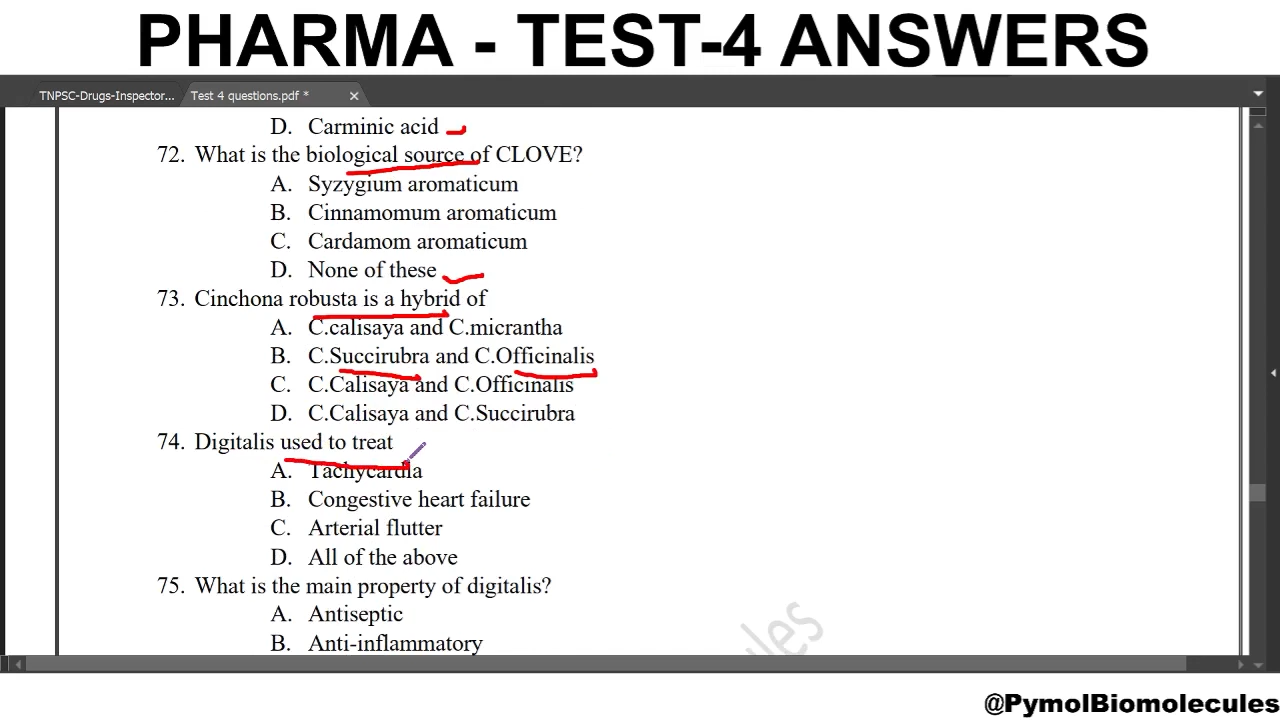 PHARMA - TEST-4 ANSWERS
TNPSC-Drugs-Inspector... Test 4 questions.pdf *
D. Carminic acid
72. What is the biological source of CLOVE?
A. Syzygium aromaticum
B. Cinnamomum aromaticum
C. Cardamom aromaticum
D. None of these
73. Cinchona robusta is a hybrid of
A. C.calisaya and C.micrantha
B. C.Succirubra and C.Officinalis
C. C.Calisaya and C.Officinalis
D. C.Calisaya and C.Succirubra
74. Digitalis used to treat
A. Tachycardia
B. Congestive heart failure
C. Arterial flutter
D. All of the above
75. What is the main property of digitalis?
A. Antiseptic
B. Anti-inflammatory
@PymolBiomolecules